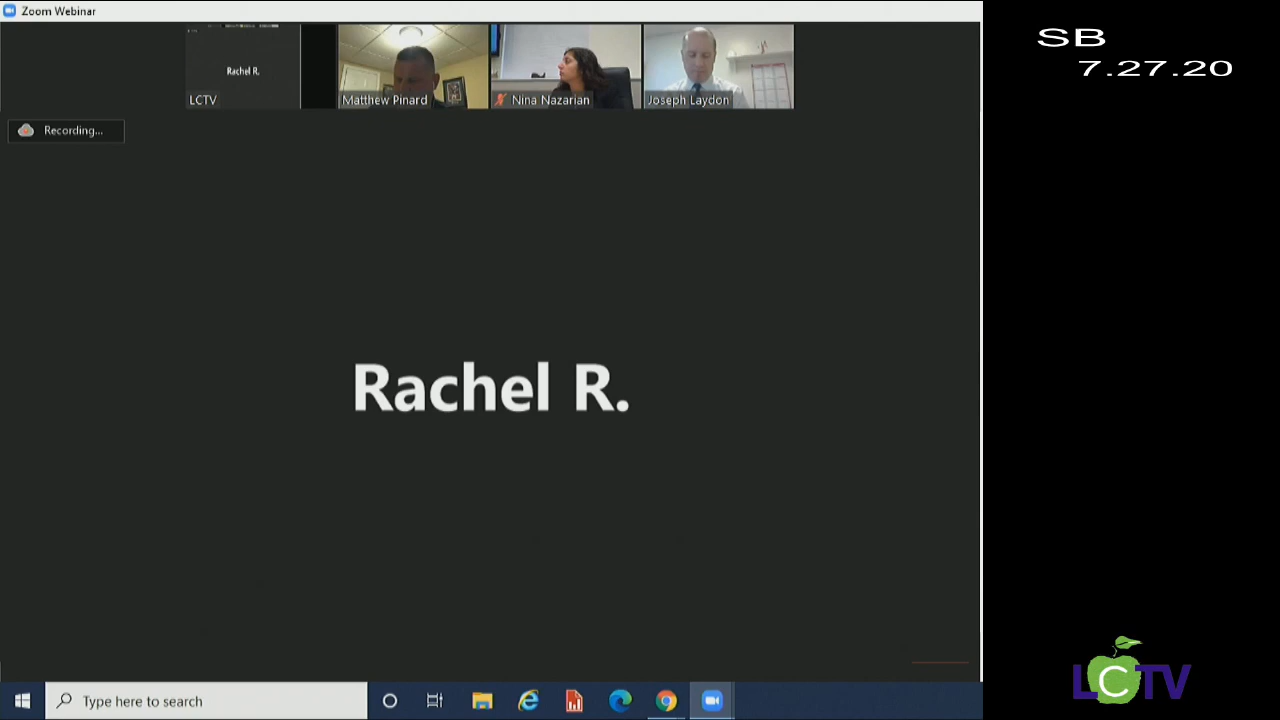 Zoom Webinar
SB
7.27.20
Rachel R.
LCTV
Matthew Pinard
Nina Nazarian
Joseph Laydon
Recording...
Rachel R.
Type here to search
LCTV